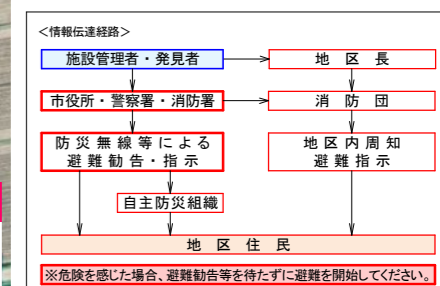 <情報伝達経路>
施設管理者・発見者
地区長
市役所・警察署・消防署
消防団
防災無線等による
避難勧告・指示
地区内周知
避難指示
自主防災組織
地区住民
※危険を感じた場合、避難勧告等を待たずに避難を開始してください。